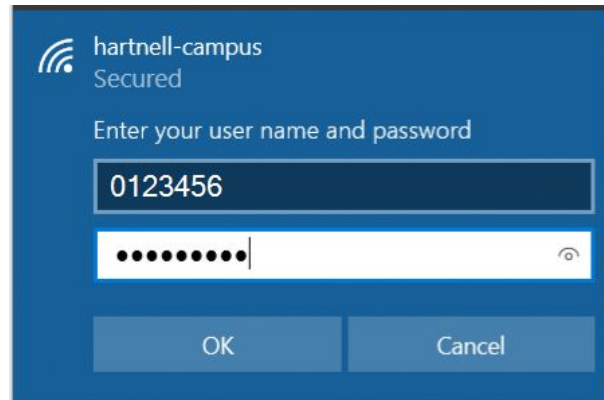 hartnell-campus
Secured
Enter your user name and password
0123456
•••••••••
OK
Cancel